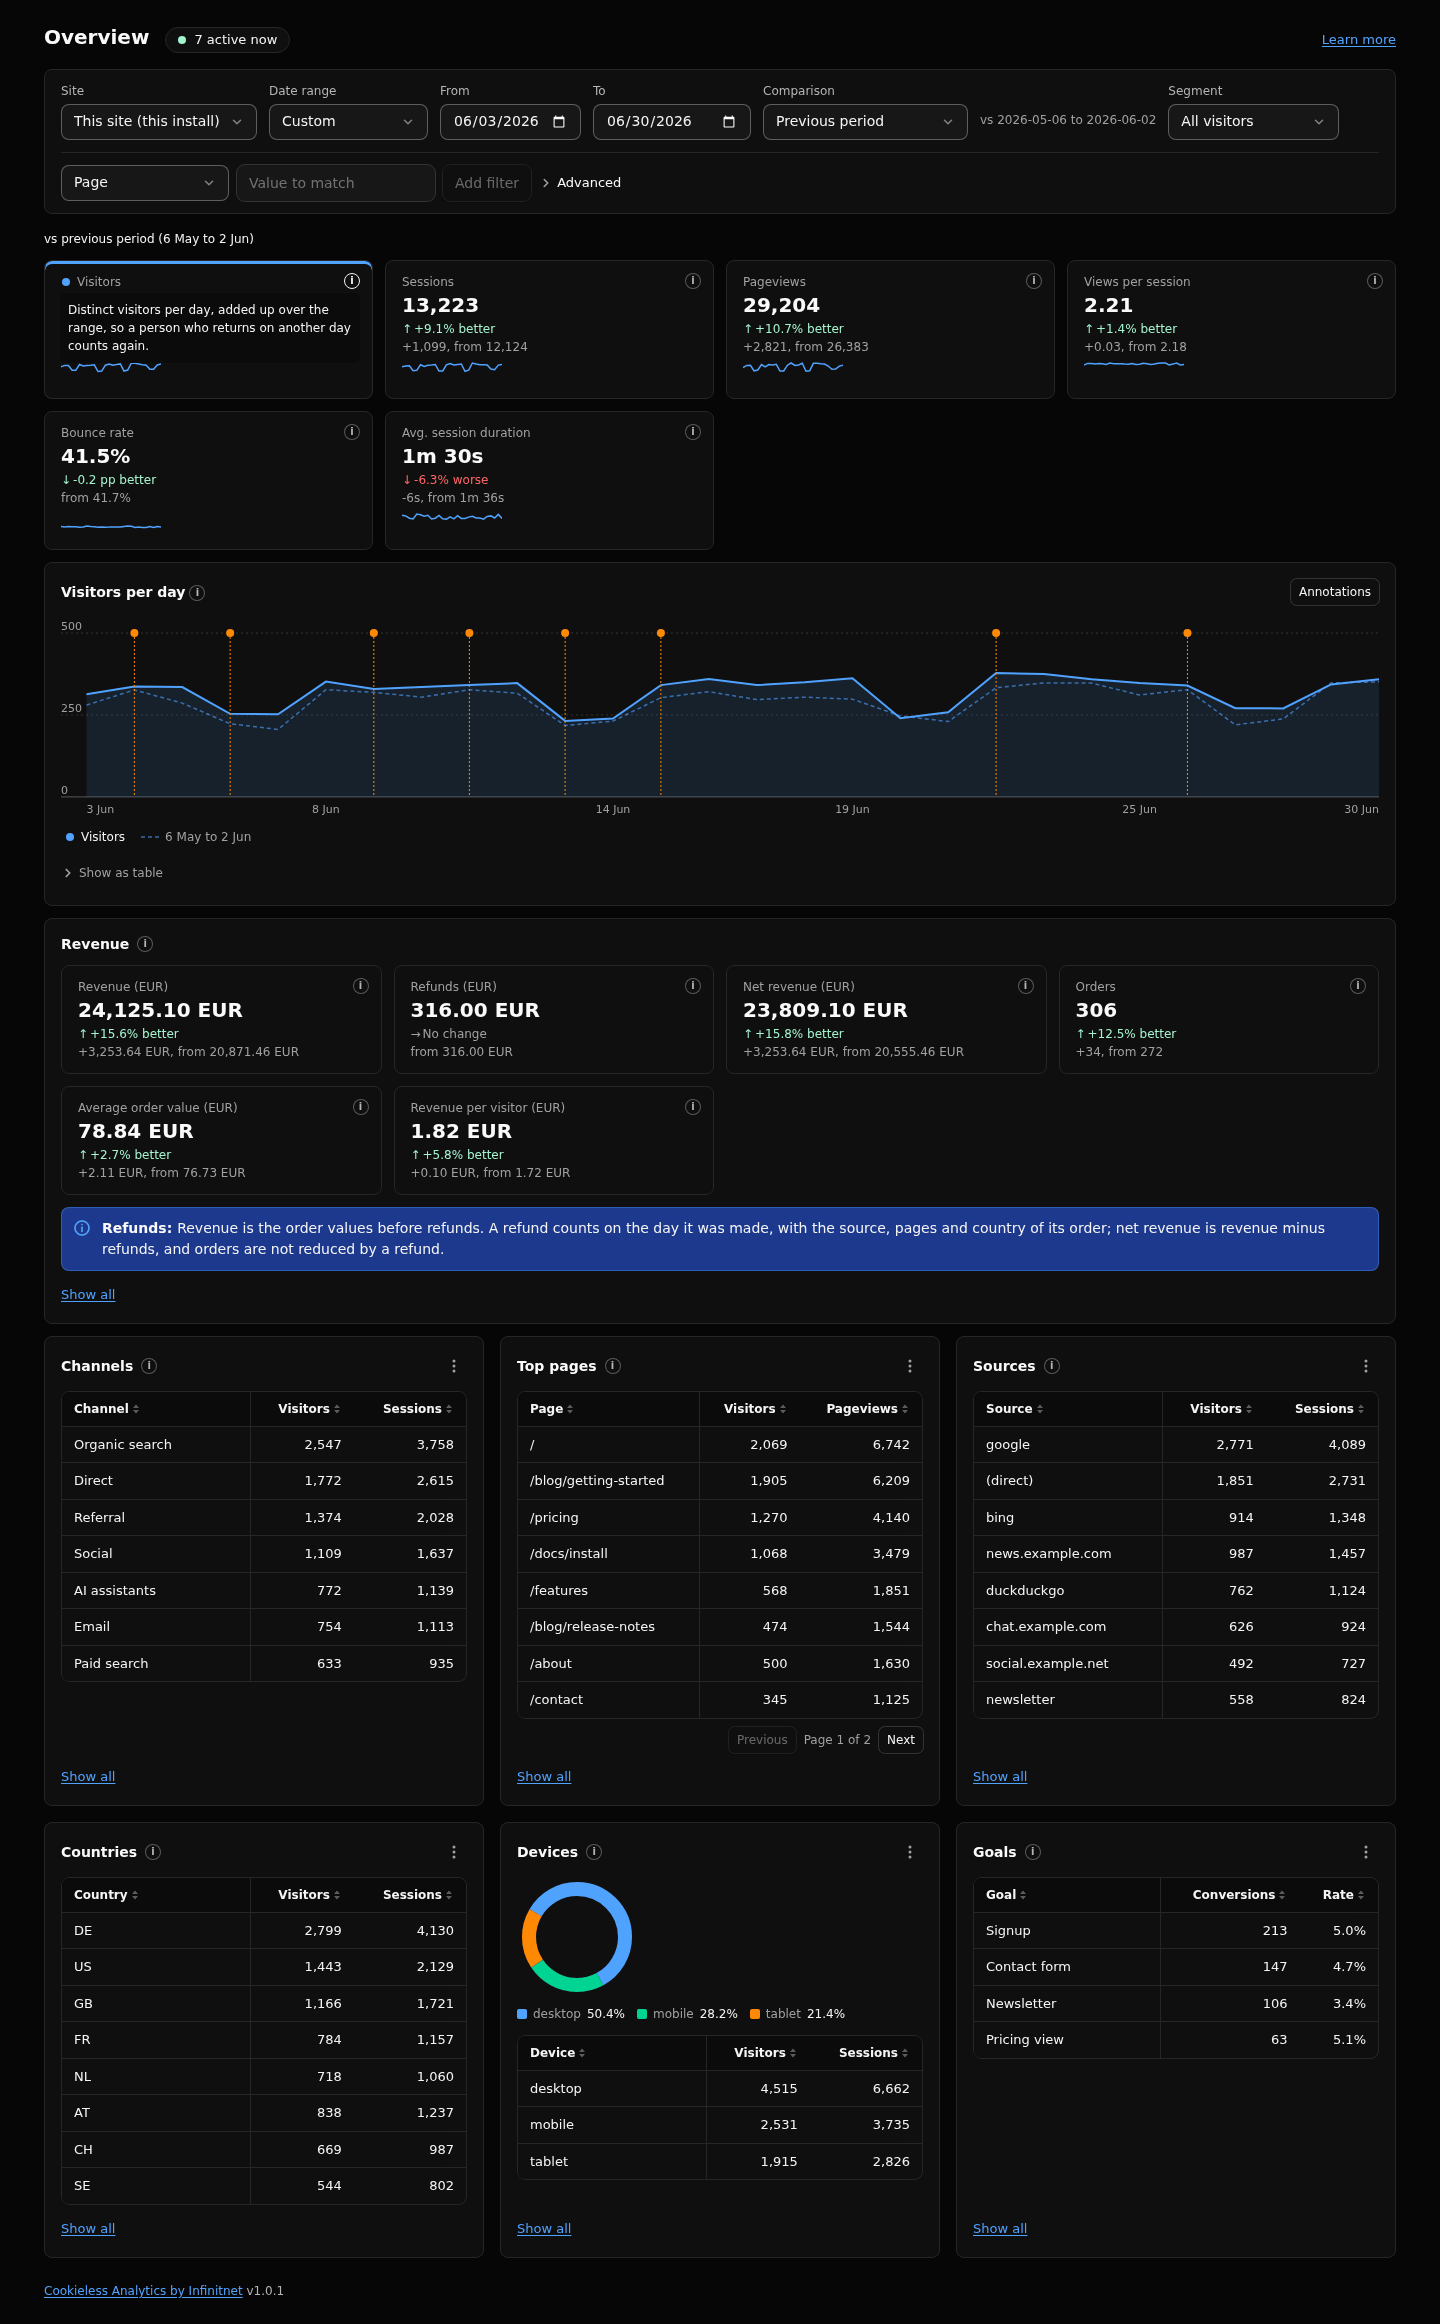 Overview
7 active now
Learn more
Site
Date range
From
To
Comparison
Segment
This site (this install)
Custom
06/03/2026
06/30/2026
Previous period
vs 2026-05-06 to 2026-06-02
All visitors
Page
Value to match
Add filter
Advanced
vs previous period (6 May to 2 Jun)
Visitors
Distinct visitors per day, added up over the
range, so a person who returns on another day
counts again.
Sessions
13,223
↑ +9.1% better
+1,099, from 12,124
Pageviews
29,204
↑ +10.7% better
+2,821, from 26,383
Views per session
2.21
↑ +1.4% better
+0.03, from 2.18
Bounce rate
41.5%
↓ -0.2 pp better
from 41.7%
Avg. session duration
1m 30s
↓ -6.3% worse
-6s, from 1m 36s
Visitors per day
Annotations
500
250
0
3 Jun 8 Jun 14 Jun 19 Jun 25 Jun 30 Jun
Visitors 6 May to 2 Jun
Show as table
Revenue
Revenue (EUR)
24,125.10 EUR
↑ +15.6% better
+3,253.64 EUR, from 20,871.46 EUR
Refunds (EUR)
316.00 EUR
→ No change
from 316.00 EUR
Net revenue (EUR)
23,809.10 EUR
↑ +15.8% better
+3,253.64 EUR, from 20,555.46 EUR
Orders
306
↑ +12.5% better
+34, from 272
Average order value (EUR)
78.84 EUR
↑ +2.7% better
+2.11 EUR, from 76.73 EUR
Revenue per visitor (EUR)
1.82 EUR
↑ +5.8% better
+0.10 EUR, from 1.72 EUR
Refunds: Revenue is the order values before refunds. A refund counts on the day it was made, with the source, pages and country of its order; net revenue is revenue minus
refunds, and orders are not reduced by a refund.
Show all
Channels
Channel Visitors Sessions
Organic search 2,547 3,758
Direct 1,772 2,615
Referral 1,374 2,028
Social 1,109 1,637
AI assistants 772 1,139
Email 754 1,113
Paid search 633 935
Show all
Top pages
Page Visitors Pageviews
/ 2,069 6,742
/blog/getting-started 1,905 6,209
/pricing 1,270 4,140
/docs/install 1,068 3,479
/features 568 1,851
/blog/release-notes 474 1,544
/about 500 1,630
/contact 345 1,125
Previous Page 1 of 2 Next
Show all
Sources
Source Visitors Sessions
google 2,771 4,089
(direct) 1,851 2,731
bing 914 1,348
news.example.com 987 1,457
duckduckgo 762 1,124
chat.example.com 626 924
social.example.net 492 727
newsletter 558 824
Show all
Countries
Country Visitors Sessions
DE 2,799 4,130
US 1,443 2,129
GB 1,166 1,721
FR 784 1,157
NL 718 1,060
AT 838 1,237
CH 669 987
SE 544 802
Show all
Devices
desktop 50.4% mobile 28.2% tablet 21.4%
Device Visitors Sessions
desktop 4,515 6,662
mobile 2,531 3,735
tablet 1,915 2,826
Show all
Goals
Goal Conversions Rate
Signup 213 5.0%
Contact form 147 4.7%
Newsletter 106 3.4%
Pricing view 63 5.1%
Show all
Cookieless Analytics by Infinitnet v1.0.1